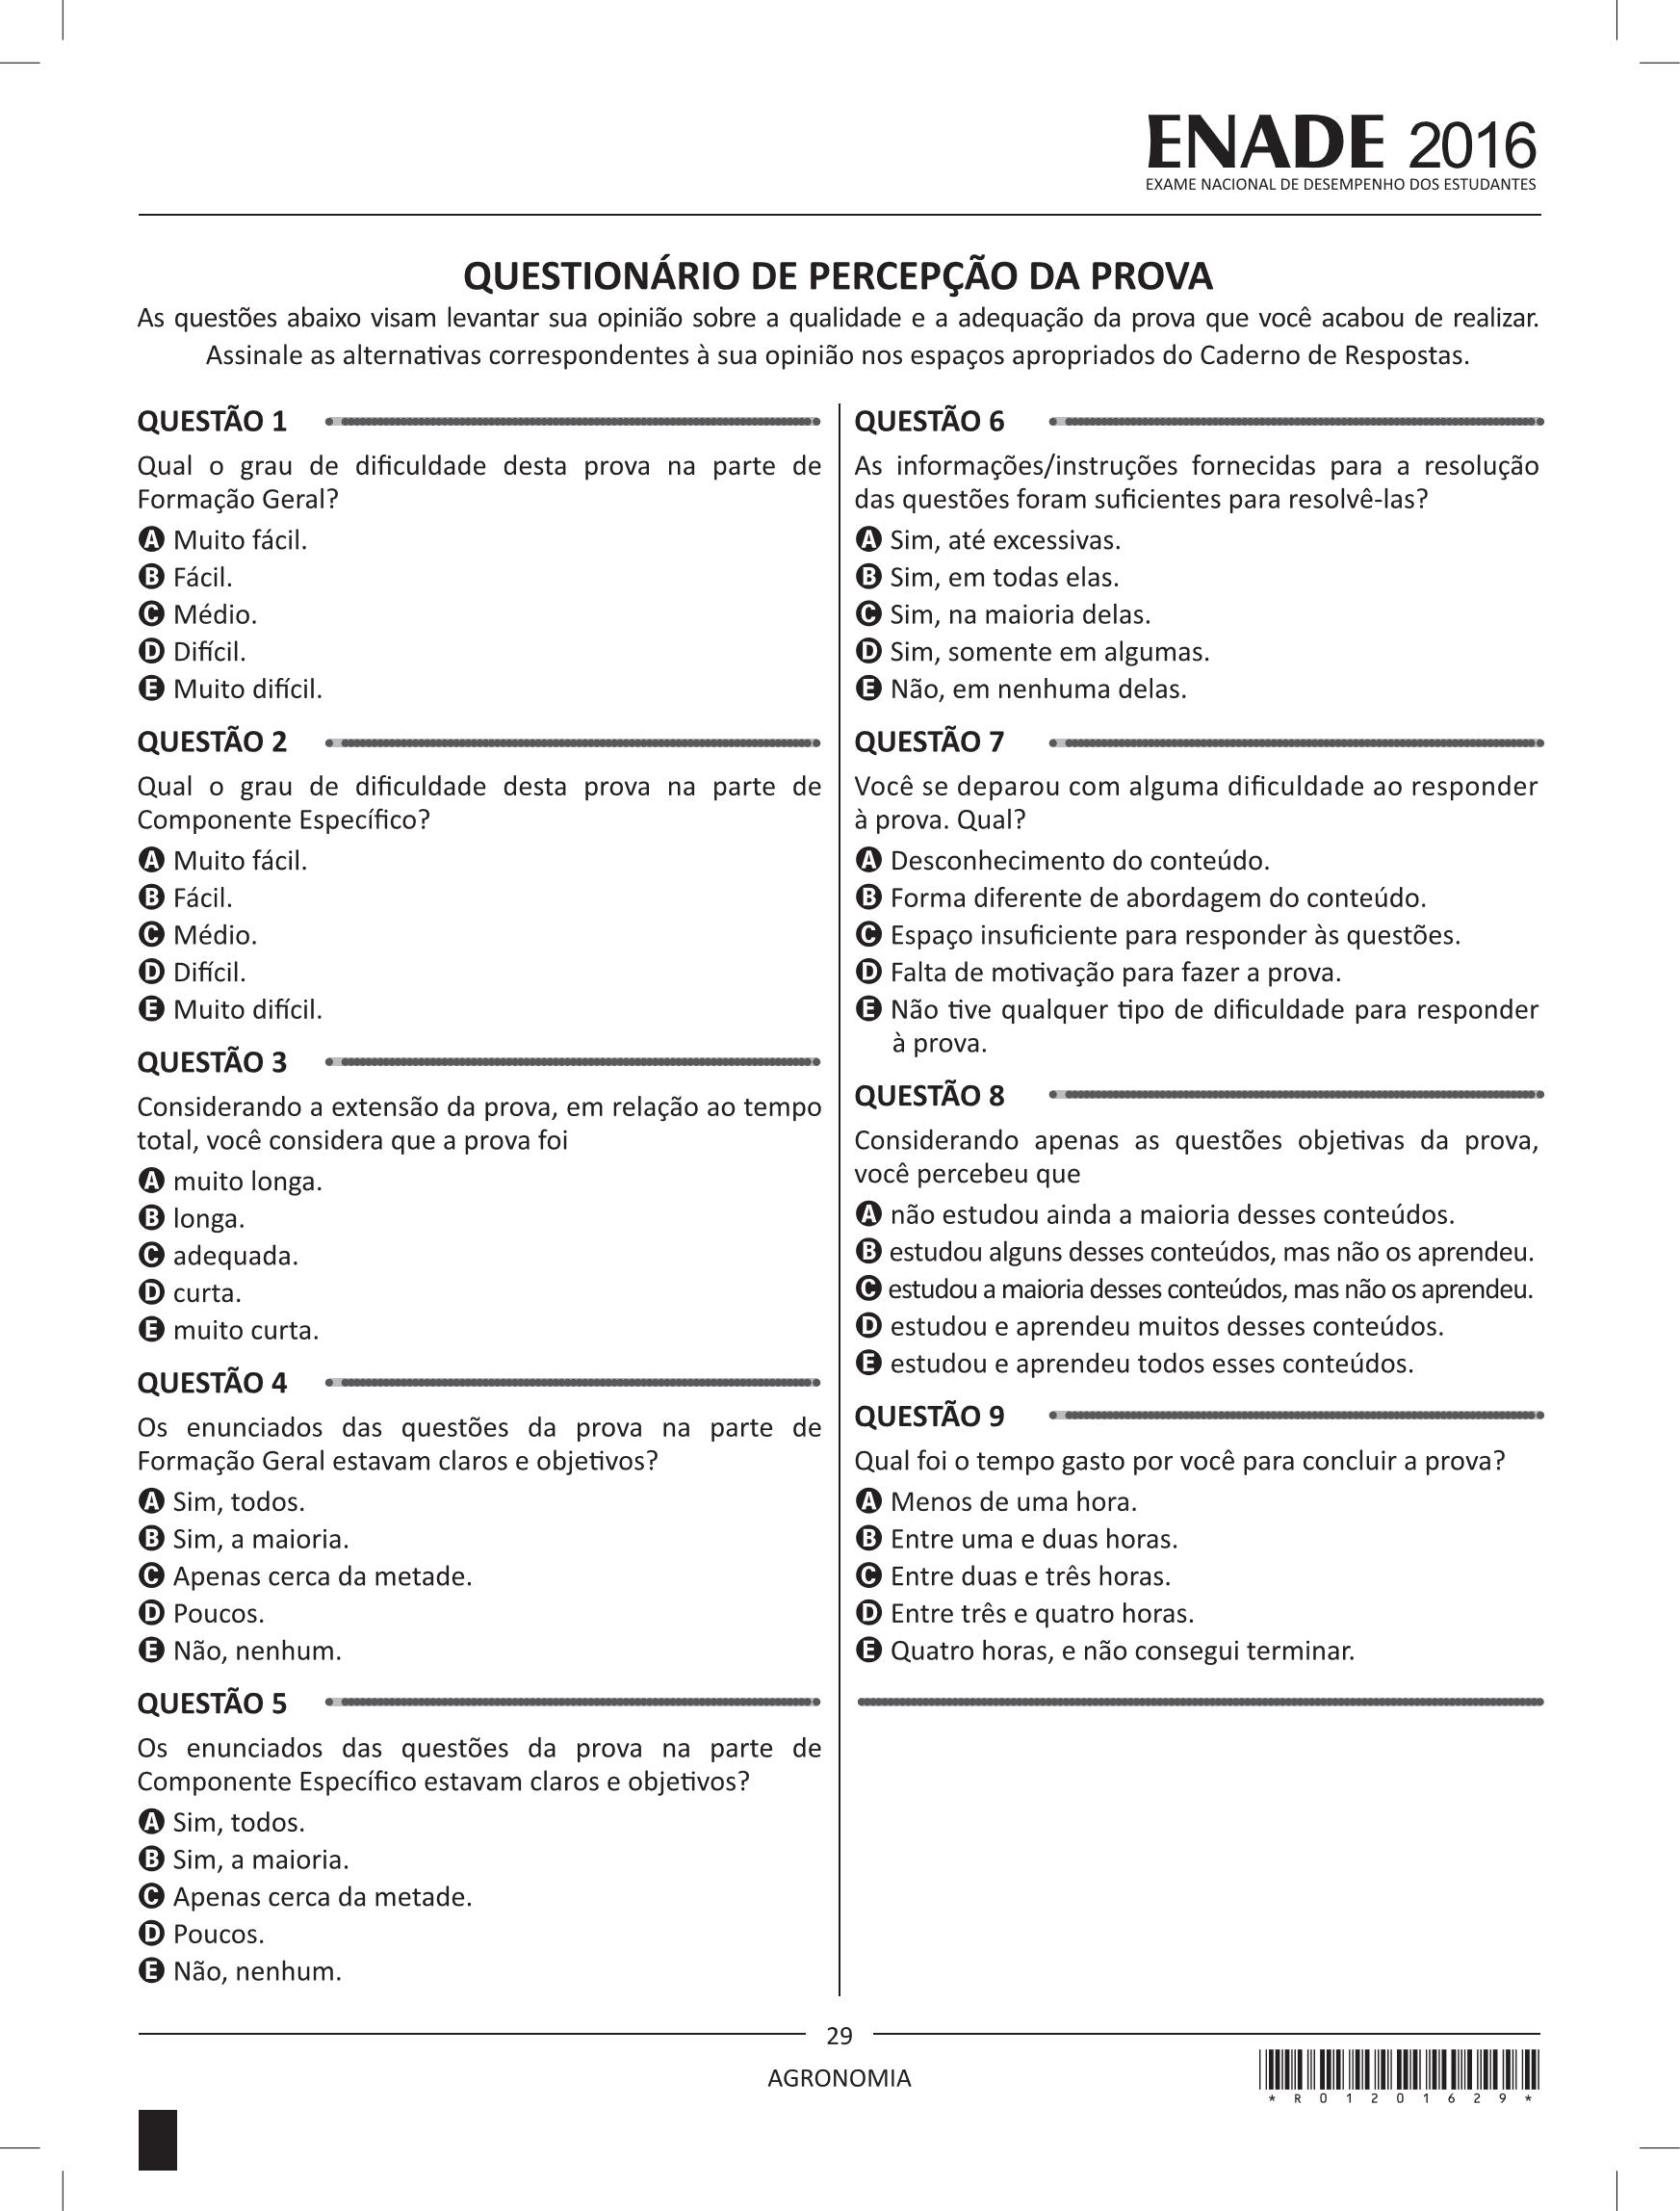 ENADE 2016
EXAME NACIONAL DE DESEMPENHO DOS ESTUDANTES
QUESTIONÁRIO DE PERCEPÇÃO DA PROVA
As questões abaixo visam levantar sua opinião sobre a qualidade e a adequação da prova que você acabou de realizar.
Assinale as alternativas correspondentes à sua opinião nos espaços apropriados do Caderno de Respostas.
QUESTÃO 1
Qual o grau de dificuldade desta prova na parte de
Formação Geral?
A Muito fácil.
B Fácil.
C Médio.
D Difícil.
E Muito difícil.
QUESTÃO 2
Qual o grau de dificuldade desta prova na parte de
Componente Específico?
A Muito fácil.
B Fácil.
C Médio.
D Difícil.
E Muito difícil.
QUESTÃO 3
Considerando a extensão da prova, em relação ao tempo
total, você considera que a prova foi
A muito longa.
B longa.
C adequada.
D curta.
E muito curta.
QUESTÃO 4
Os enunciados das questões da prova na parte de
Formação Geral estavam claros e objetivos?
A Sim, todos.
B Sim, a maioria.
C Apenas cerca da metade.
D Poucos.
E Não, nenhum.
QUESTÃO 5
Os enunciados das questões da prova na parte de
Componente Específico estavam claros e objetivos?
A Sim, todos.
B Sim, a maioria.
C Apenas cerca da metade.
D Poucos.
E Não, nenhum.
QUESTÃO 6
As informações/instruções fornecidas para a resolução
das questões foram suficientes para resolvê-las?
A Sim, até excessivas.
B Sim, em todas elas.
C Sim, na maioria delas.
D Sim, somente em algumas.
E Não, em nenhuma delas.
QUESTÃO 7
Você se deparou com alguma dificuldade ao responder
à prova. Qual?
A Desconhecimento do conteúdo.
B Forma diferente de abordagem do conteúdo.
C Espaço insuficiente para responder às questões.
D Falta de motivação para fazer a prova.
E Não tive qualquer tipo de dificuldade para responder
à prova.
QUESTÃO 8
Considerando apenas as questões objetivas da prova,
você percebeu que
A não estudou ainda a maioria desses conteúdos.
B estudou alguns desses conteúdos, mas não os aprendeu.
C estudou a maioria desses conteúdos, mas não os aprendeu.
D estudou e aprendeu muitos desses conteúdos.
E estudou e aprendeu todos esses conteúdos.
QUESTÃO 9
Qual foi o tempo gasto por você para concluir a prova?
A Menos de uma hora.
B Entre uma e duas horas.
C Entre duas e três horas.
D Entre três e quatro horas.
E Quatro horas, e não consegui terminar.
29
AGRONOMIA
* R 0 1 2 0 1 6 2 9 *